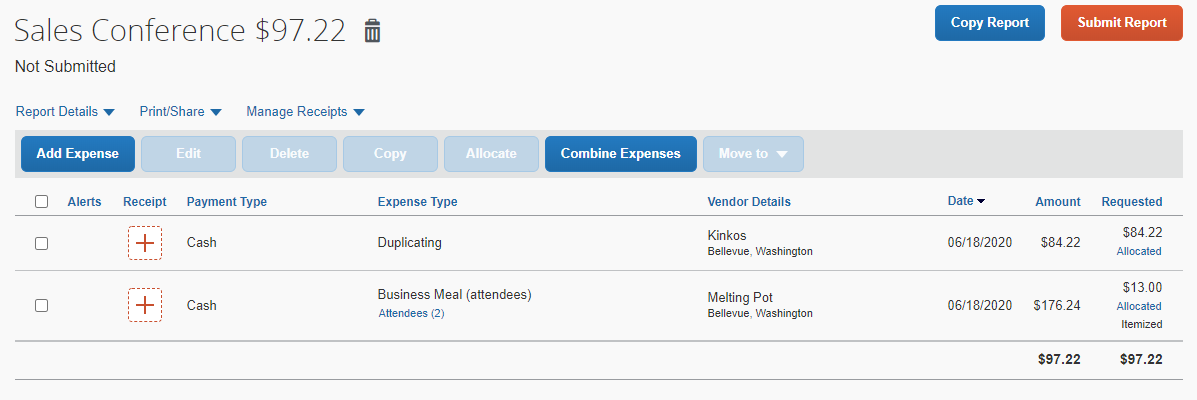 Sales Conference $97.22
Copy Report
Submit Report
Not Submitted
Report Details
Print/Share
Manage Receipts
Add Expense
Edit
Delete
Copy
Allocate
Combine Expenses
Move to
Alerts
Receipt
Payment Type
Expense Type
Vendor Details
Date
Amount
Requested
Cash
Duplicating
Kinkos
Bellevue, Washington
06/18/2020
$84.22
$84.22
Allocated
Cash
Business Meal (attendees)
Attendees (2)
Melting Pot
Bellevue, Washington
06/18/2020
$176.24
$13.00
Allocated
Itemized
$97.22
$97.22